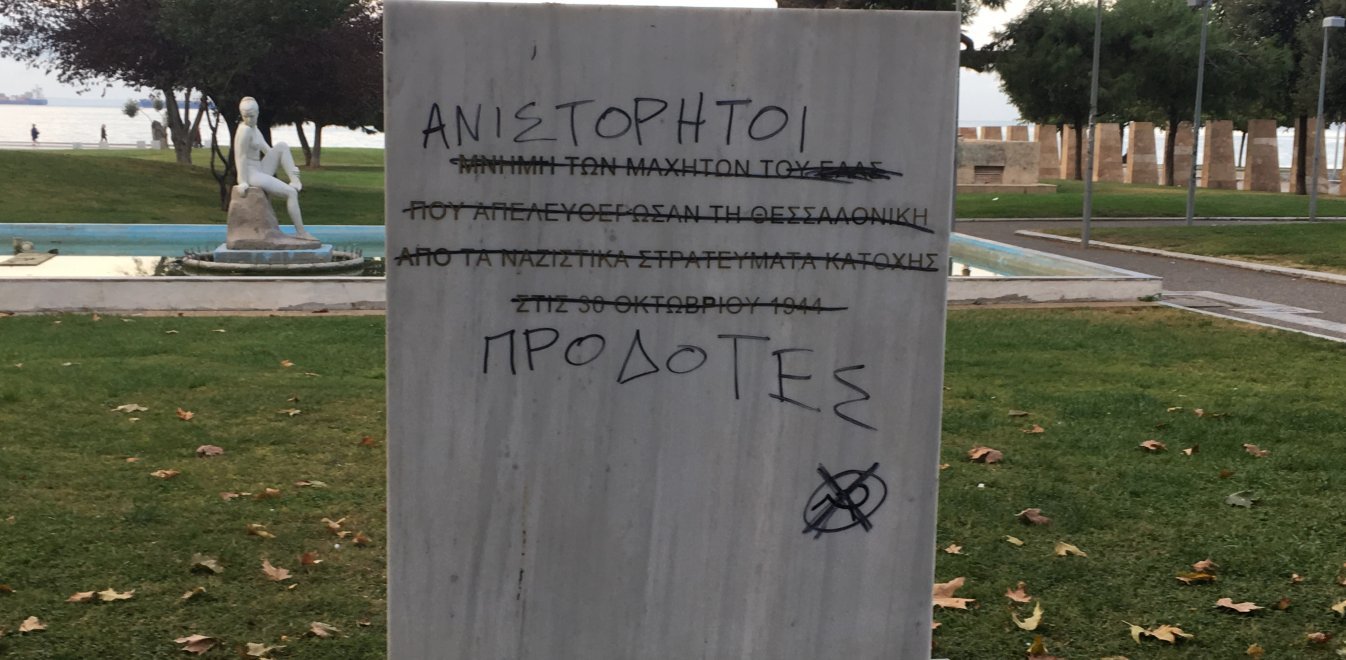 ΑΝΙΣΤΟΡΗΤΟΙ
ΜΝΗΜΗ ΤΩΝ ΜΑΧΗΤΩΝ ΤΟΥ ΕΛΑΣ
ΠΟΥ ΑΠΕΛΕΥΘΕΡΩΣΑΝ ΤΗ ΘΕΣΣΑΛΟΝΙΚΗ
ΑΠΟ ΤΑ ΝΑΖΙΣΤΙΚΑ ΣΤΡΑΤΕΥΜΑΤΑ ΚΑΤΟΧΗΣ
ΣΤΙΣ 30 ΟΚΤΩΒΡΙΟΥ 1944
ΠΡΟΔΟΤΕΣ